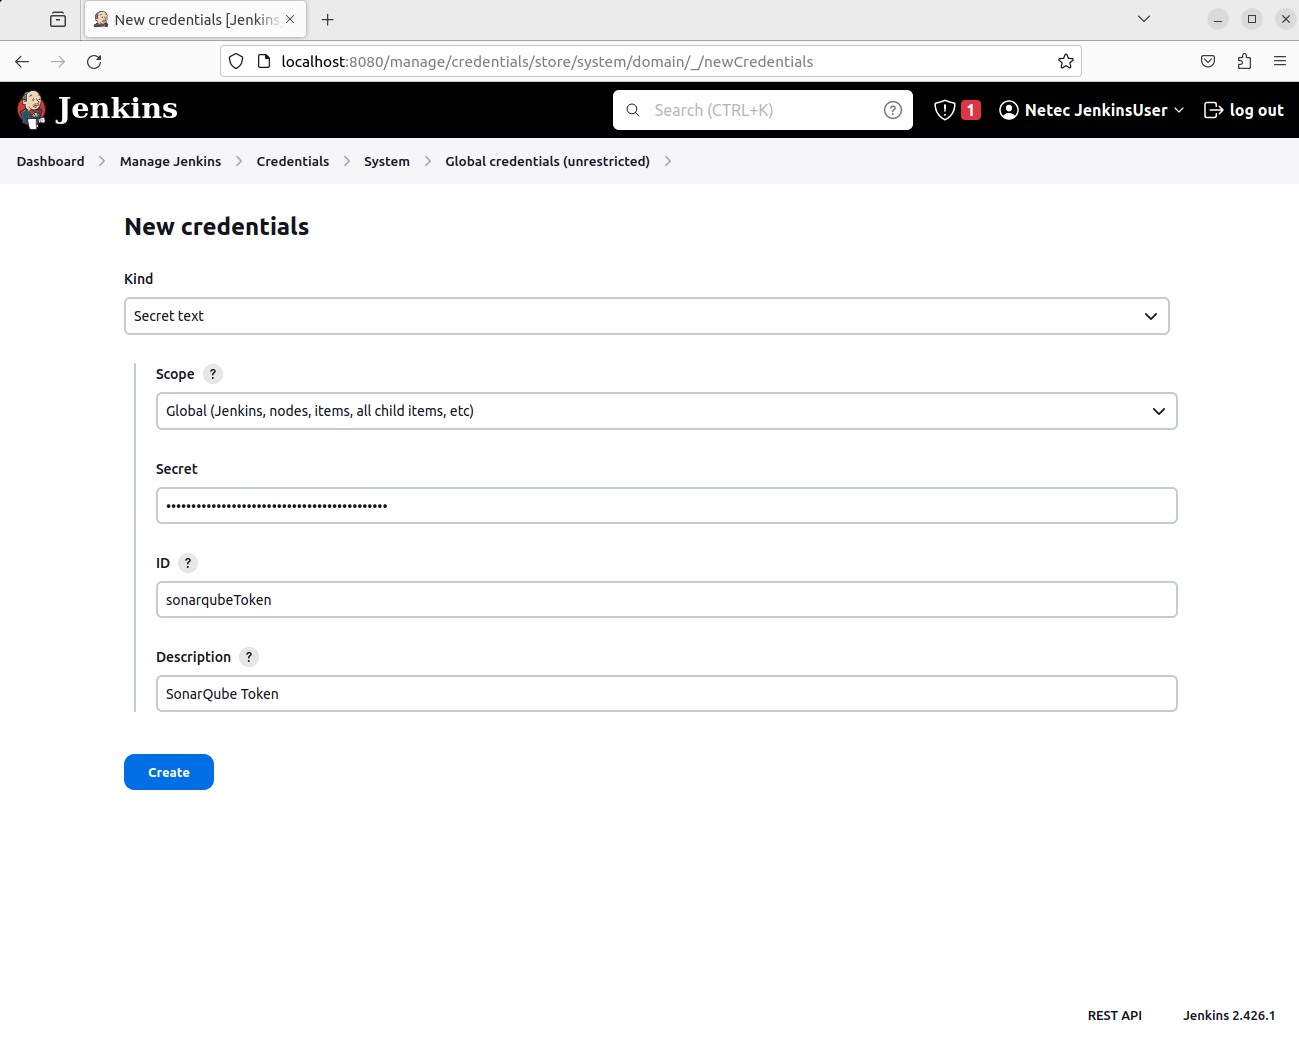 New credentials [Jenkins
localhost:8080/manage/credentials/store/system/domain/_/newCredentials
Jenkins
Search (CTRL+K)
?
1
Netec JenkinsUser
log out
Dashboard
Manage Jenkins
Credentials
System
Global credentials (unrestricted)
New credentials
Kind
Secret text
Scope ?
Global (Jenkins, nodes, items, all child items, etc)
Secret
ID ?
sonarqubeToken
Description ?
SonarQube Token
Create
REST API
Jenkins 2.426.1